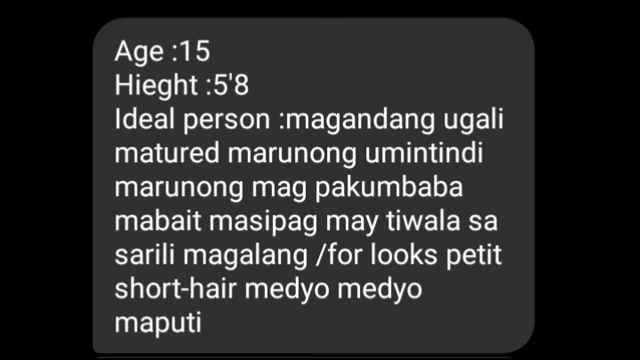 Age :15
Hieght :5'8
Ideal person :magandang ugali
matured marunong umintindi
marunong mag pakumbaba
mabait masipag may tiwala sa
sarili magalang /for looks petit
short-hair medyo medyo
maputi